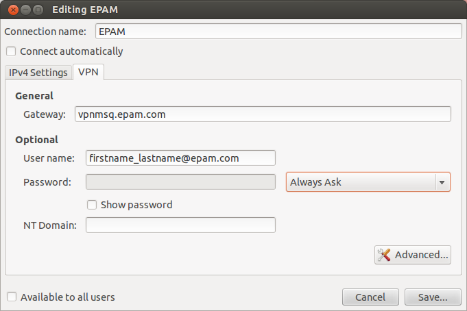 Editing EPAM
Connection name: EPAM
Connect automatically
IPv4 Settings VPN
General
Gateway: vpnmsq.epam.com
Optional
User name: firstname_lastname@epam.com
Password: Always Ask
Show password
NT Domain:
Advanced...
Available to all users Cancel Save...